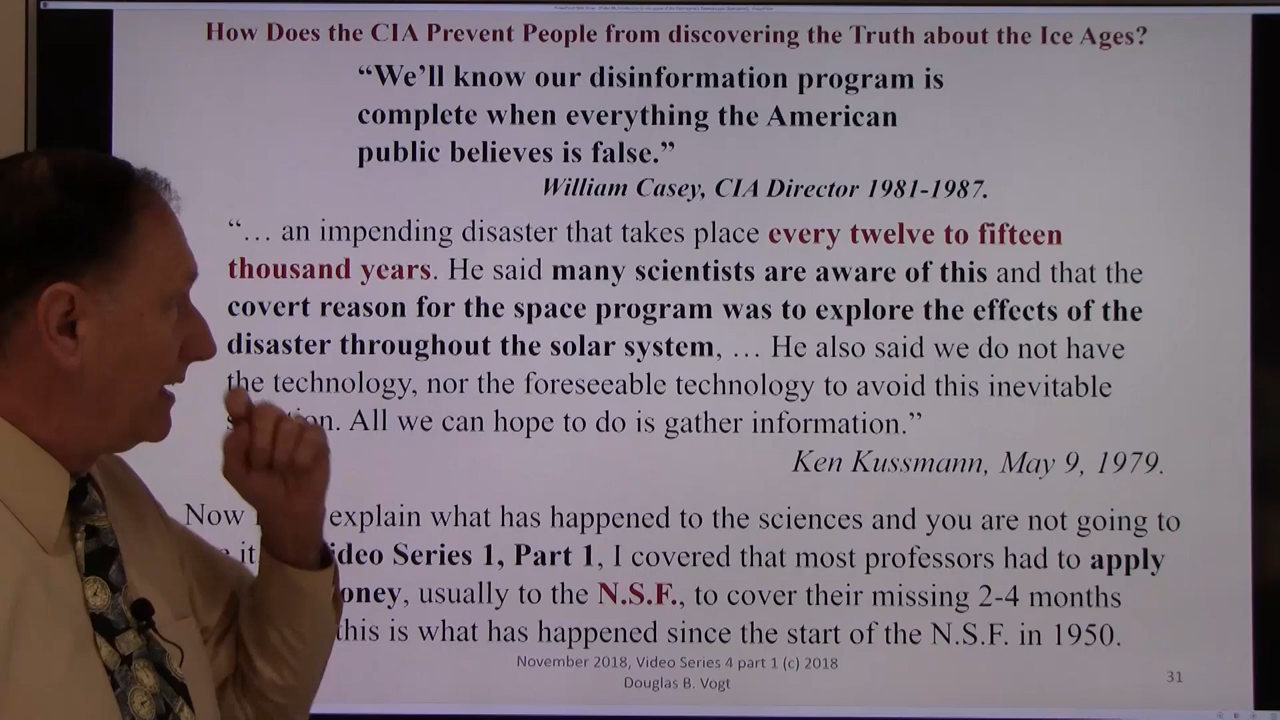 How Does the CIA Prevent People from discovering the Truth about the Ice Ages?
“We’ll know our disinformation program is
complete when everything the American
public believes is false.”
William Casey, CIA Director 1981-1987.
“… an impending disaster that takes place every twelve to fifteen
thousand years. He said many scientists are aware of this and that the
covert reason for the space program was to explore the effects of the
disaster throughout the solar system, … He also said we do not have
the technology, nor the foreseeable technology to avoid this inevitable
on. All we can hope to do is gather information.”
Ken Kussmann, May 9, 1979.
Now explain what has happened to the sciences and you are not going to
it ideo Series 1, Part 1, I covered that most professors had to apply
oney, usually to the N.S.F., to cover their missing 2-4 months
this is what has happened since the start of the N.S.F. in 1950.
November 2018, Video Series 4 part 1 (c) 2018
Douglas B. Vogt
31